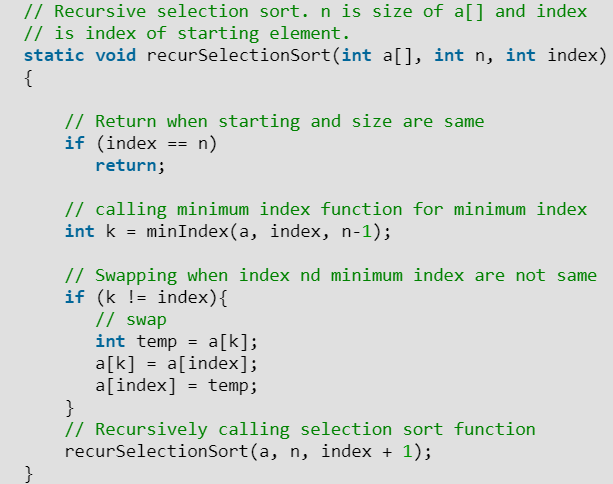 // Recursive selection sort. n is size of a[] and index
// is index of starting element.
static void recurSelectionSort(int a[], int n, int index)
{
// Return when starting and size are same
if (index == n)
return;
// calling minimum index function for minimum index
int k = minIndex(a, index, n-1);
// Swapping when index nd minimum index are not same
if (k != index){
// swap
int temp = a[k];
a[k] = a[index];
a[index] = temp;
}
// Recursively calling selection sort function
recurSelectionSort(a, n, index + 1);
}